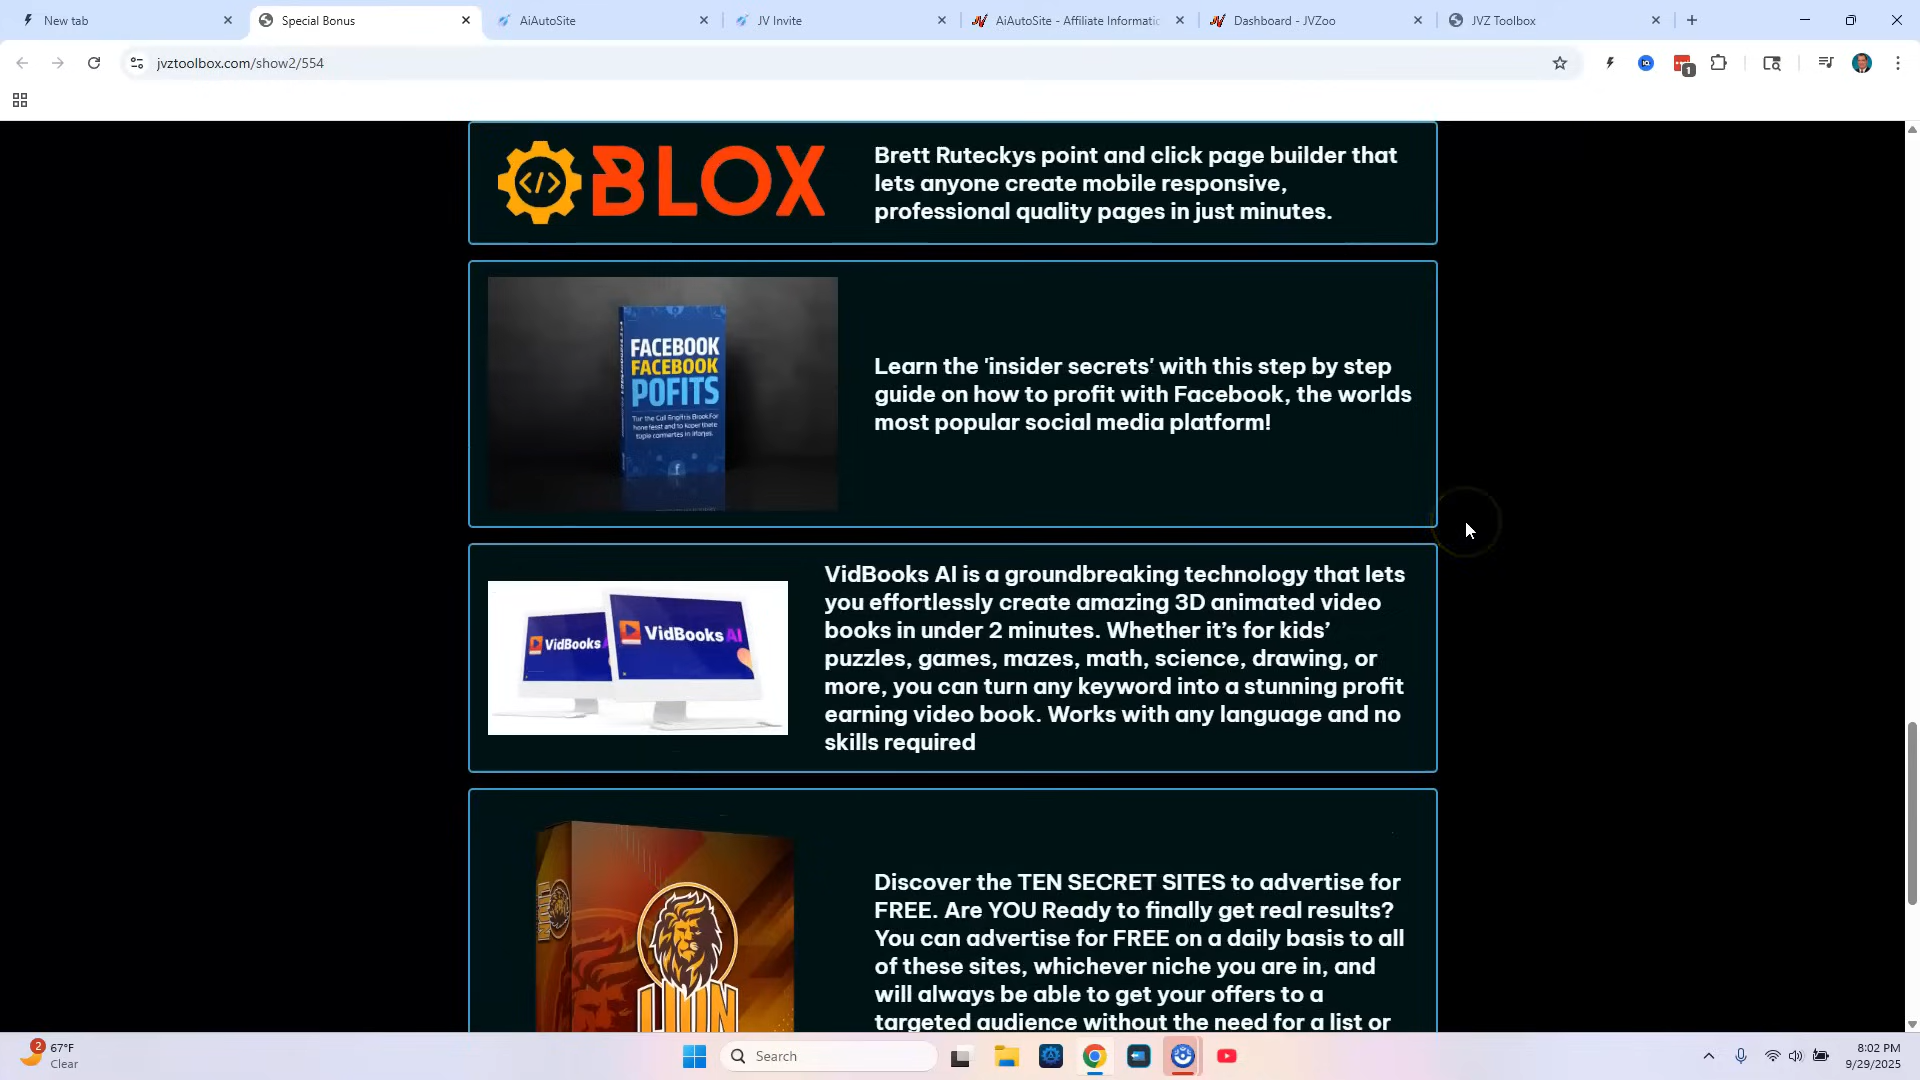 New tab
Special Bonus
AiAutoSite
JV Invite
AiAutoSite - Affiliate Informatic
Dashboard - JVZoo
JVZ Toolbox
jvztoolbox.com/show2/554
1
</> BLOX
Brett Ruteckys point and click page builder that
lets anyone create mobile responsive,
professional quality pages in just minutes.
FACEBOOK
FACEBOOK
POFITS
Learn the 'insider secrets' with this step by step
guide on how to profit with Facebook, the worlds
most popular social media platform!
VidBooks A
VidBooks AI
VidBooks AI is a groundbreaking technology that lets
you effortlessly create amazing 3D animated video
books in under 2 minutes. Whether it’s for kids’
puzzles, games, mazes, math, science, drawing, or
more, you can turn any keyword into a stunning profit
earning video book. Works with any language and no
skills required
LION
Discover the TEN SECRET SITES to advertise for
FREE. Are YOU Ready to finally get real results?
You can advertise for FREE on a daily basis to all
of these sites, whichever niche you are in, and
will always be able to get your offers to a
targeted audience without the need for a list or
2
67°F
Clear
Search
8:02 PM
9/29/2025